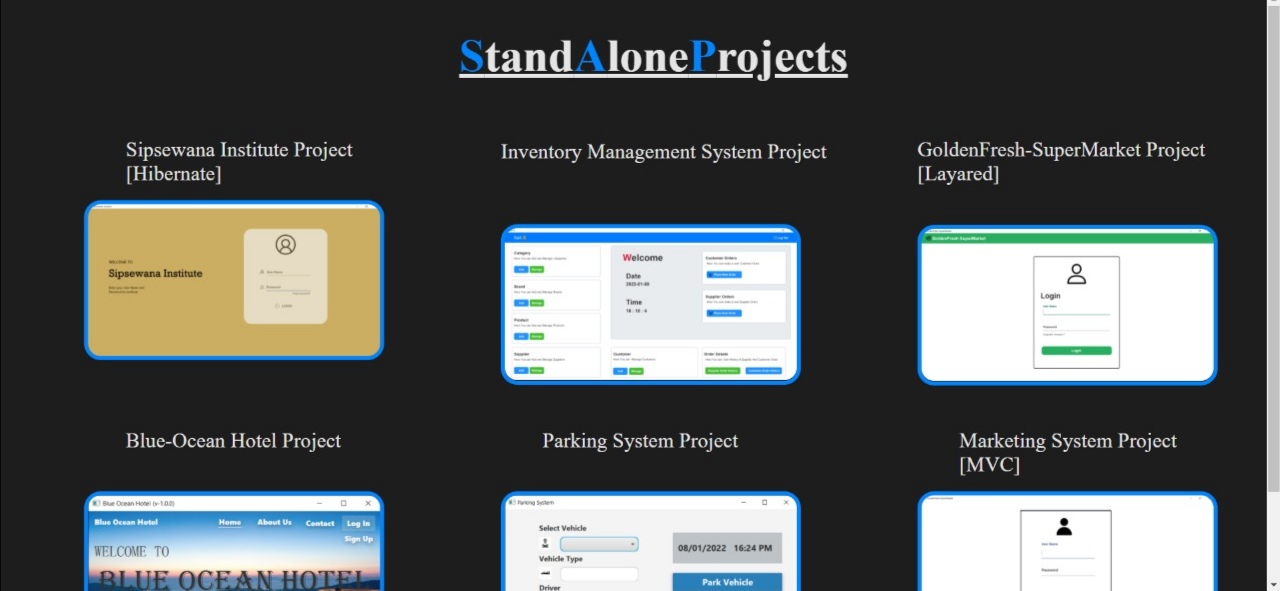 StandAloneProjects
Sipsewana Institute Project
[Hibernate]
Inventory Management System Project
GoldenFresh-SuperMarket Project
[Layared]
WELCOME TO
Sipsewana Institute
User Name
Password
LOGIN
Welcome
Date
2022-01-08
Time
Category
Brand
Product
Supplier
Customer
Customer Orders
Supplier Orders
Order Details
GoldenFresh-SuperMarket
Login
User Name
Password
Login
Blue-Ocean Hotel Project
Parking System Project
Marketing System Project
[MVC]
Blue Ocean Hotel (v-1.0.0)
Blue Ocean Hotel
Home
About Us
Contact
Log In
Sign Up
WELCOME TO
BLUE OCEAN HOTEL
Parking System
Select Vehicle
Vehicle Type
Driver
08/01/2022 16:24 PM
Park Vehicle
User Name
Password